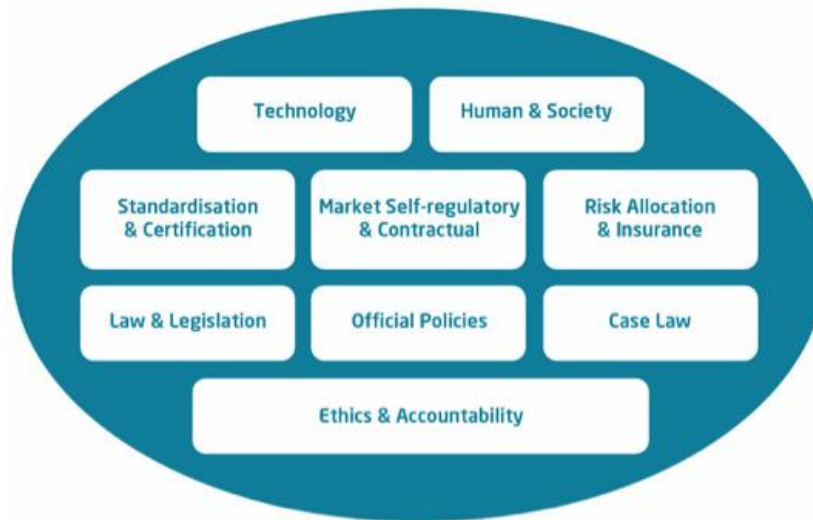 Technology
Human & Society
Standardisation
& Certification
Market Self-regulatory
& Contractual
Risk Allocation
& Insurance
Law & Legislation
Official Policies
Case Law
Ethics & Accountability